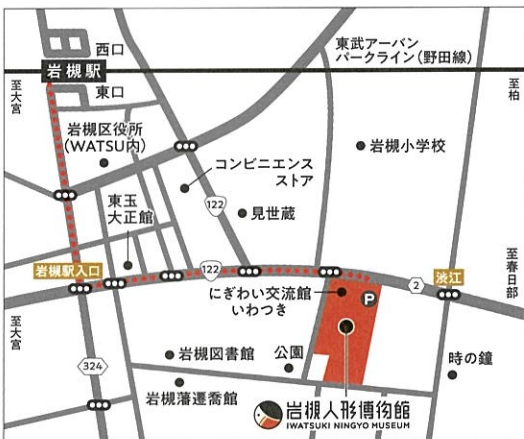 西口
岩槻駅
東口
至大宮
東武アーバン
パークライン(野田線)
至柏
岩槻区役所
(WATSU内)
岩槻小学校
コンビニエンス
ストア
東玉
大正館
122
見世蔵
岩槻駅入口
122
2
渋江
至春日部
にぎわい交流館
いわつき
P
至大宮
324
岩槻図書館
公園
時の鐘
岩槻藩遷喬館
岩槻人形博物館
IWATSUKI NINGYO MUSEUM